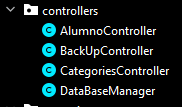 controllers
C AlumnoController
C BackUpController
C CategoriesController
C DataBaseManager